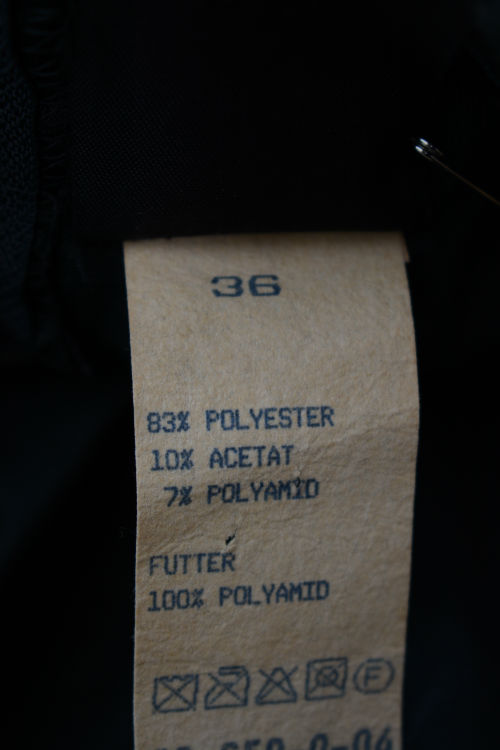 36
83% POLYESTER
10% ACETAT
7% POLYAMID
FUTTER
100% POLYAMID
F